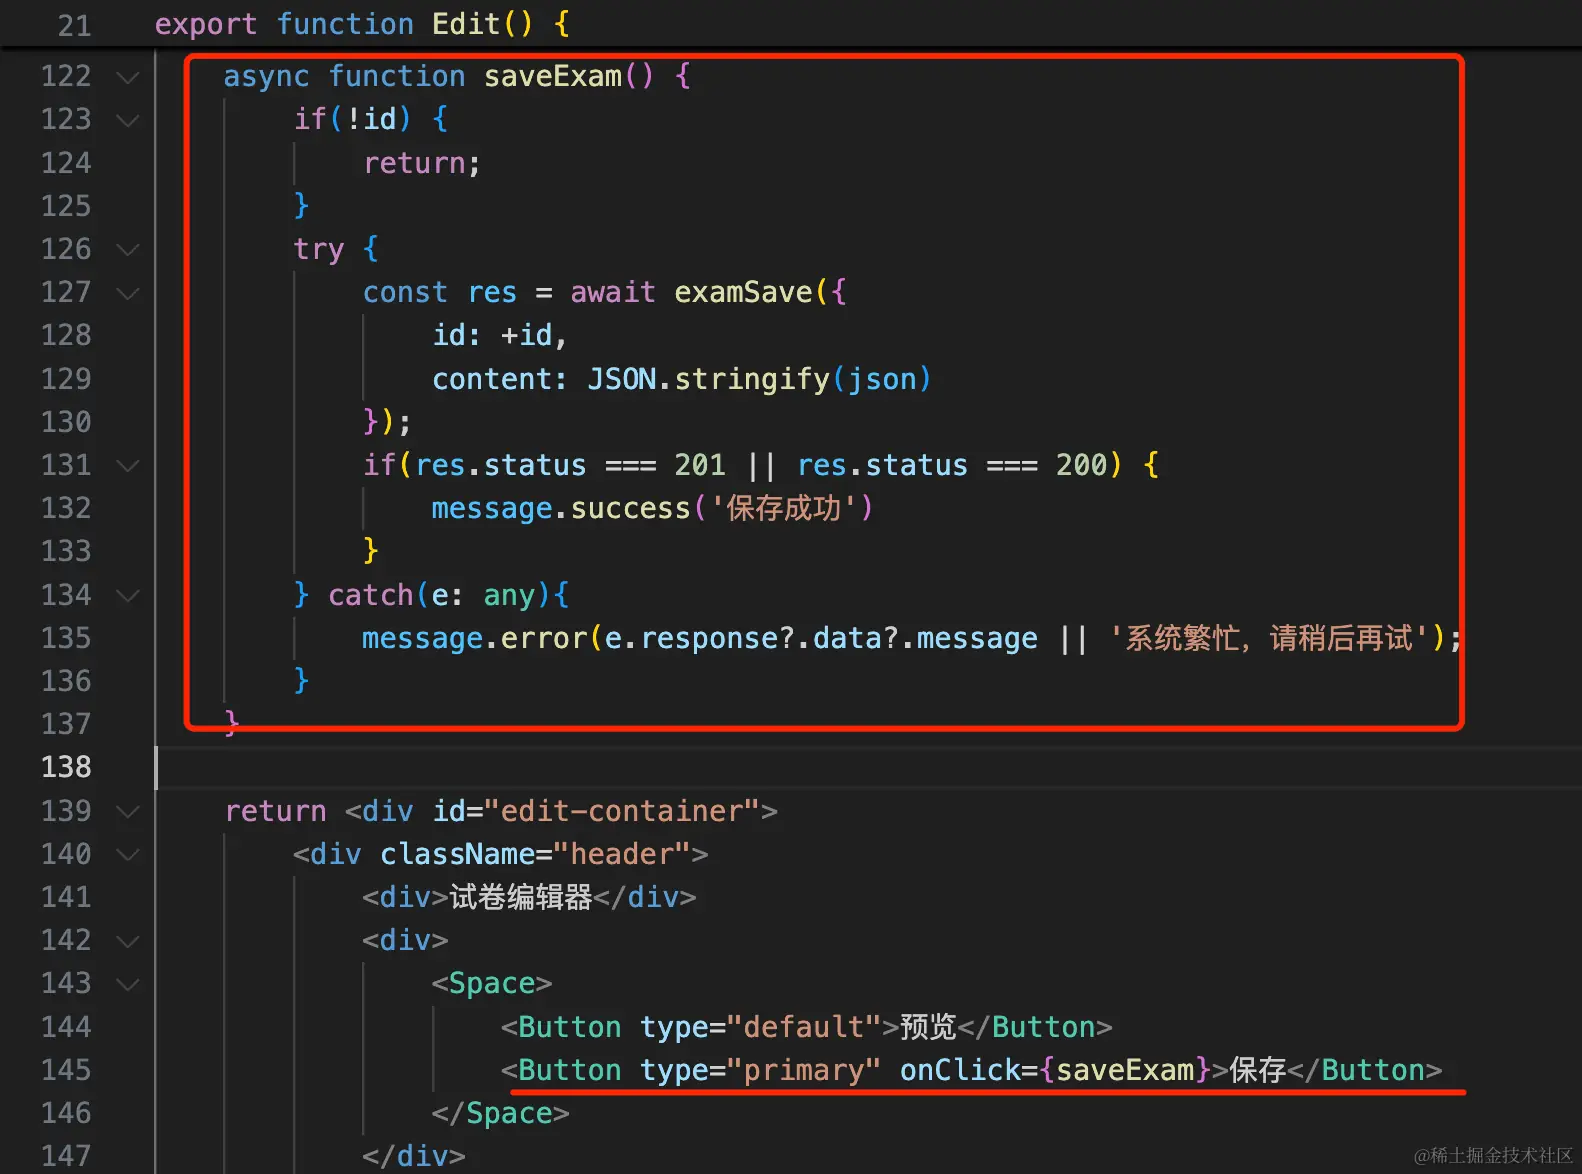 21 export function Edit() {
122 async function saveExam() {
123 if(!id) {
124 return;
125 }
126 try {
127 const res = await examSave({
128 id: +id,
129 content: JSON.stringify(json)
130 });
131 if(res.status === 201 || res.status === 200) {
132 message.success('保存成功')
133 }
134 } catch(e: any){
135 message.error(e.response?.data?.message || '系统繁忙，请稍后再试');
136 }
137 }
138
139 return <div id="edit-container">
140 <div className="header">
141 <div>试卷编辑器</div>
142 <div>
143 <Space>
144 <Button type="default">预览</Button>
145 <Button type="primary" onClick={saveExam}>保存</Button>
146 </Space>
147 </div>
@稀土掘金技术社区